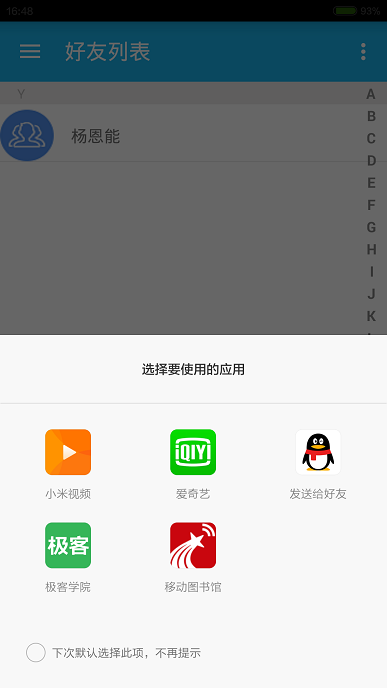 16:48
93%
好友列表
Y
A
杨恩能
B
C
D
E
F
G
H
I
J
K
选择要使用的应用
iQIYI
小米视频
爱奇艺
发送给好友
极客
极客学院
移动图书馆
下次默认选择此项，不再提示